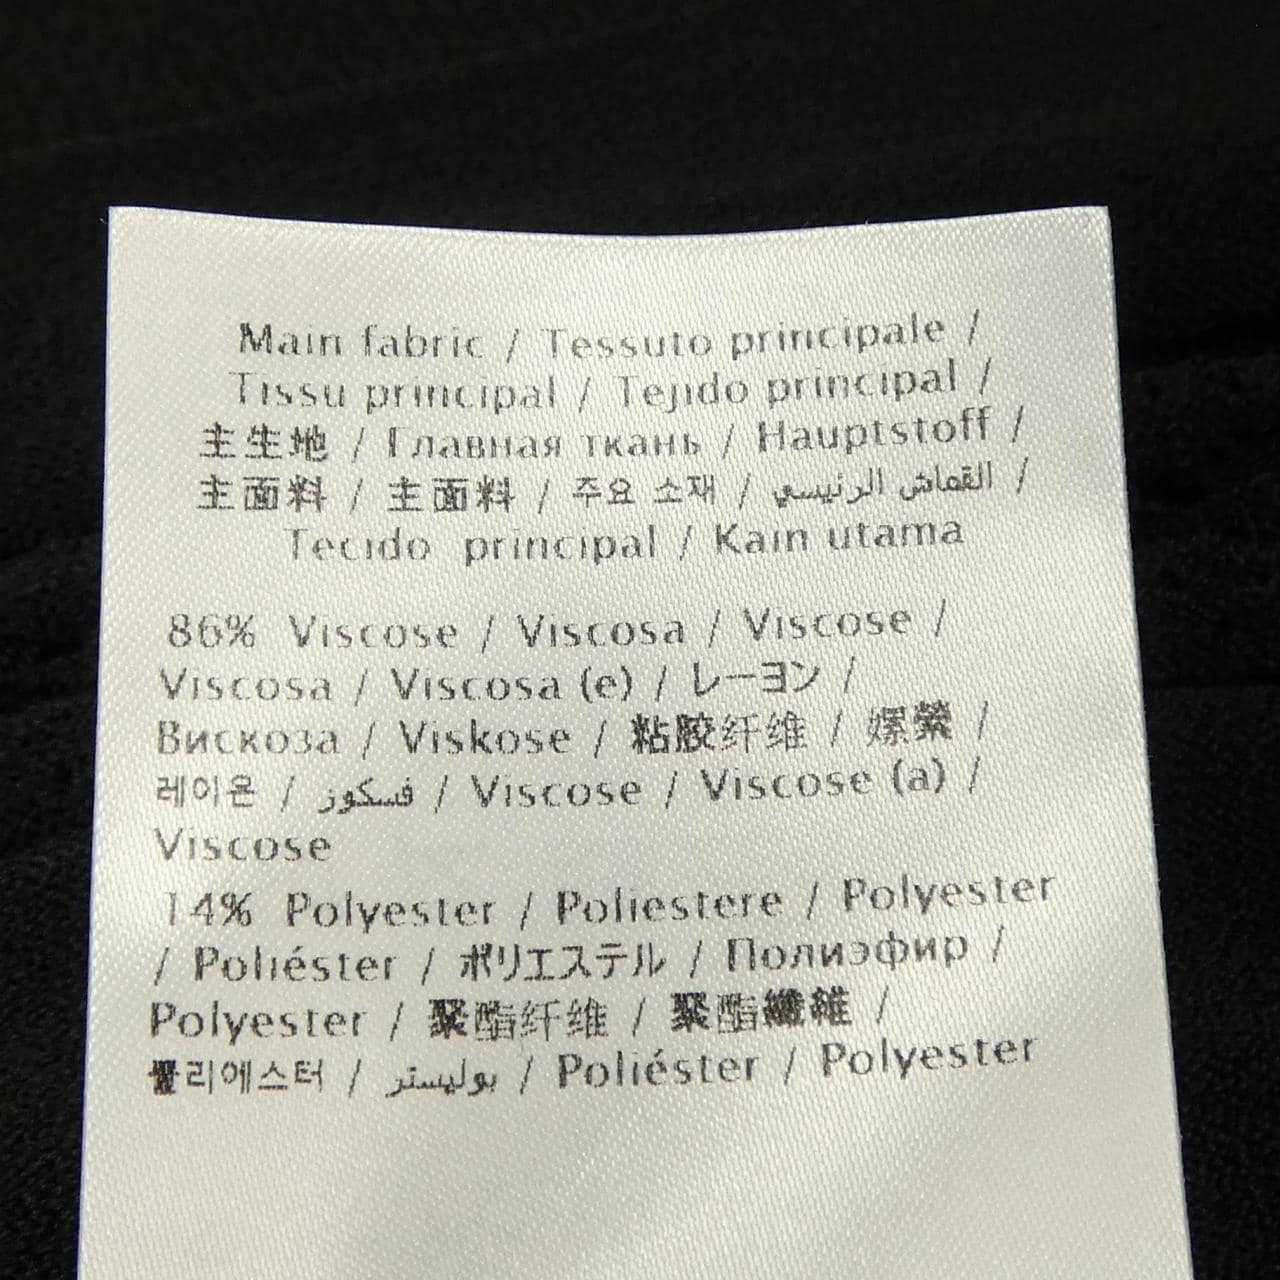 Main fabric / Tessuto principale /
Tissu principal / Tejido principal /
主生地 / Главная ткань / Hauptstoff /
主面料 / 主面料 / 주요 소재 / القماش الرئيسي /
Tecido principal / Kain utama
86% Viscose / Viscosa / Viscose /
Viscosa / Viscosa (e) / レーヨン /
Вискоза / Viskose / 粘胶纤维 / 嫘縈 /
레이온 / فسكوز / Viscose / Viscose (a) /
Viscose
14% Polyester / Poliestere / Polyester
/ Poliéster / ポリエステル / Полиэфир /
Polyester / 聚酯纤维 / 聚酯纖維 /
폴리에스터 / بوليستر / Poliéster / Polyester